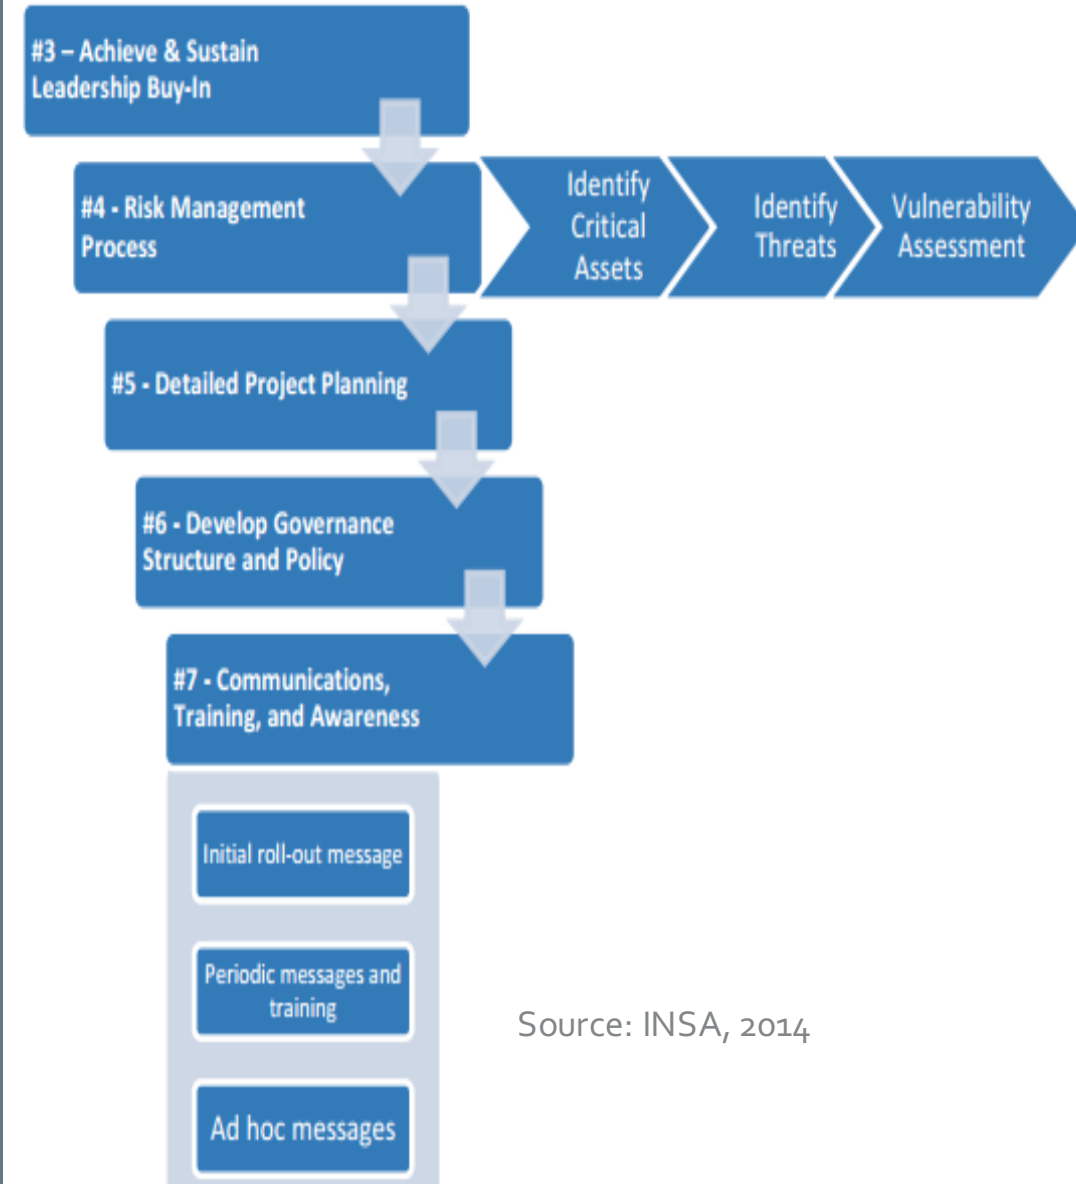 #3 – Achieve & Sustain
Leadership Buy-In
#4 - Risk Management
Process
Identify
Critical
Assets
Identify
Threats
Vulnerability
Assessment
#5 - Detailed Project Planning
#6 - Develop Governance
Structure and Policy
#7 - Communications,
Training, and Awareness
Initial roll-out message
Periodic messages and
training
Ad hoc messages
Source: INSA, 2014